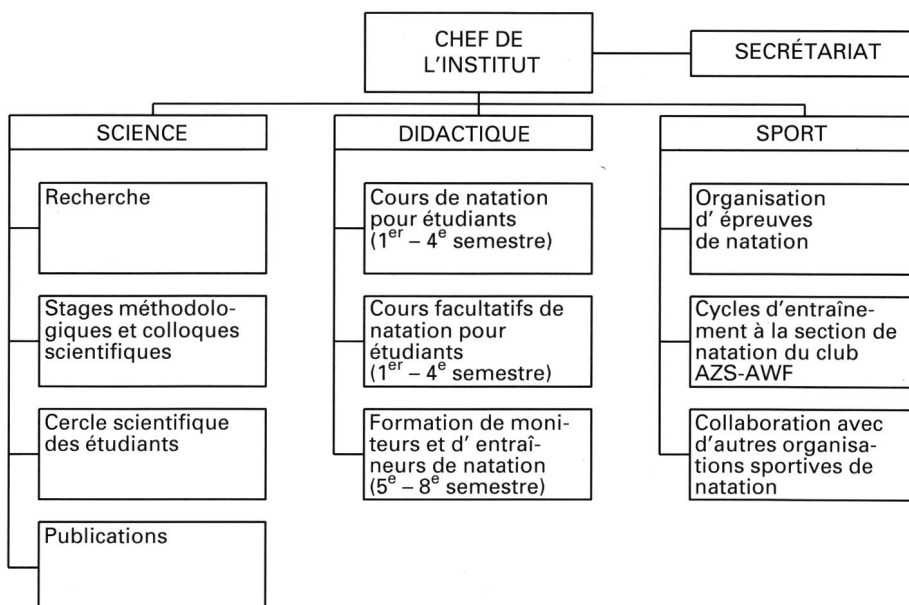 CHEF DE
L'INSTITUT
SECRÉTARIAT
SCIENCE
DIDACTIQUE
SPORT
Recherche
Stages méthodolo-
giques et colloques
scientifiques
Cercle scientifique
des étudiants
Publications
Cours de natation
pour étudiants
(1er – 4e semestre)
Cours facultatifs de
natation pour
étudiants
(1er – 4e semestre)
Formation de moni-
teurs et d' entraî-
neurs de natation
(5e – 8e semestre)
Organisation
d' épreuves
de natation
Cycles d'entraîne-
ment à la section de
natation du club
AZS-AWF
Collaboration avec
d'autres organisa-
tions sportives de
natation